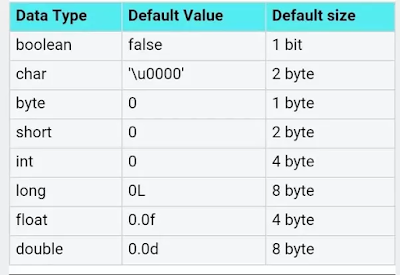 Data Type Default Value Default size
boolean false 1 bit
char '\u0000' 2 byte
byte 0 1 byte
short 0 2 byte
int 0 4 byte
long 0L 8 byte
float 0.0f 4 byte
double 0.0d 8 byte